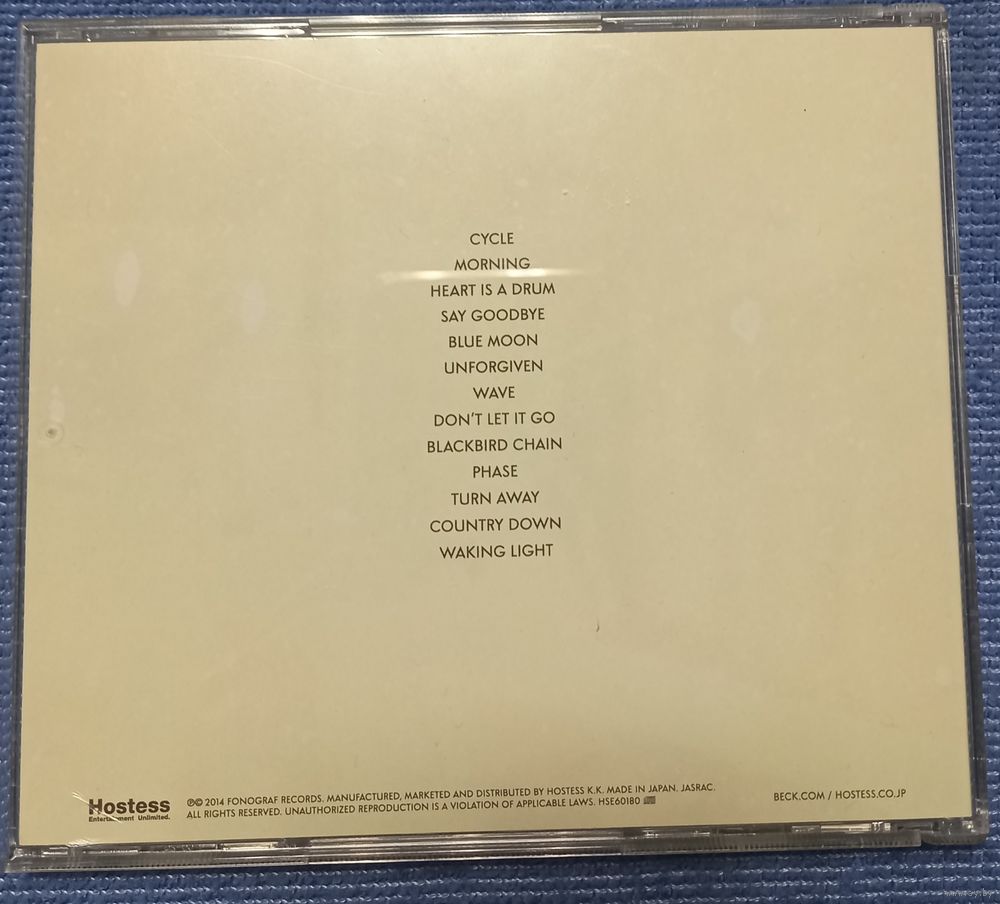 CYCLE
MORNING
HEART IS A DRUM
SAY GOODBYE
BLUE MOON
UNFORGIVEN
WAVE
DON'T LET IT GO
BLACKBIRD CHAIN
PHASE
TURN AWAY
COUNTRY DOWN
WAKING LIGHT
Hostess
Entertainment Unlimited.
℗© 2014 FONOGRAF RECORDS. MANUFACTURED, MARKETED AND DISTRIBUTED BY HOSTESS K.K. MADE IN JAPAN. JASRAC.
ALL RIGHTS RESERVED. UNAUTHORIZED REPRODUCTION IS A VIOLATION OF APPLICABLE LAWS. HSE60180
BECK.COM / HOSTESS.CO.JP